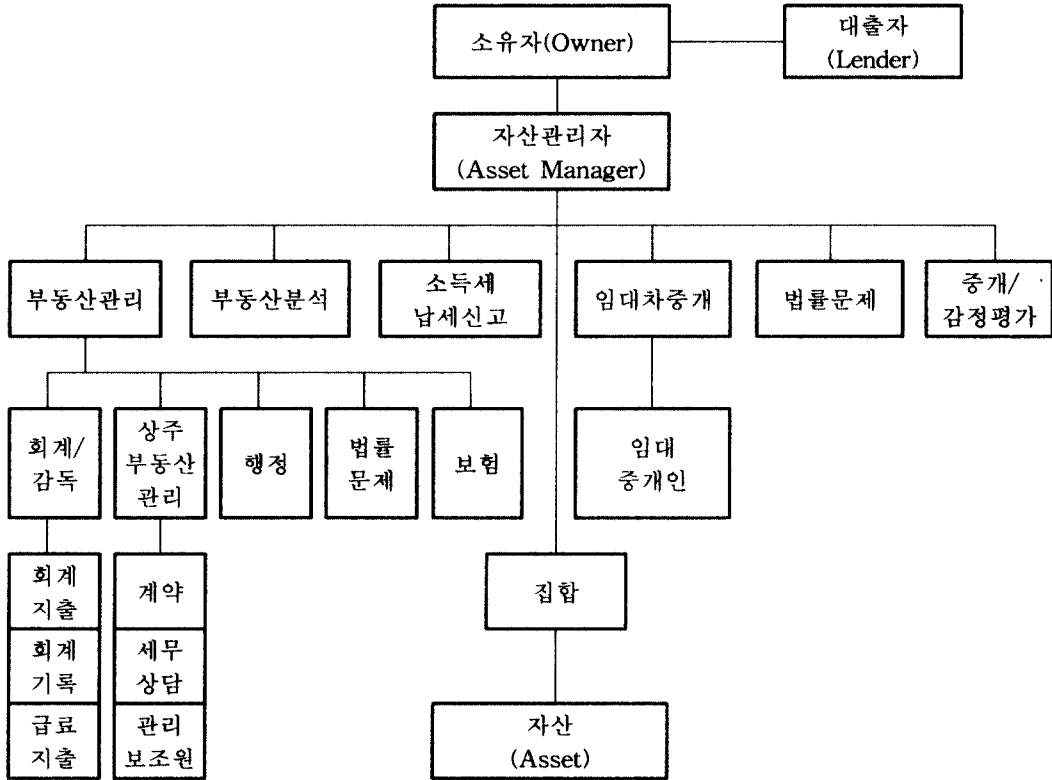 소유자(Owner)
대출자
(Lender)
자산관리자
(Asset Manager)
부동산관리
부동산분석
소득세
납세신고
임대차중개
법률문제
중개/
감정평가
회계/
감독
상주
부동산
관리
행정
법률
문제
보험
임대
중개인
회계
지출
회계
기록
급료
지출
계약
세무
상담
관리
보조원
집합
자산
(Asset)